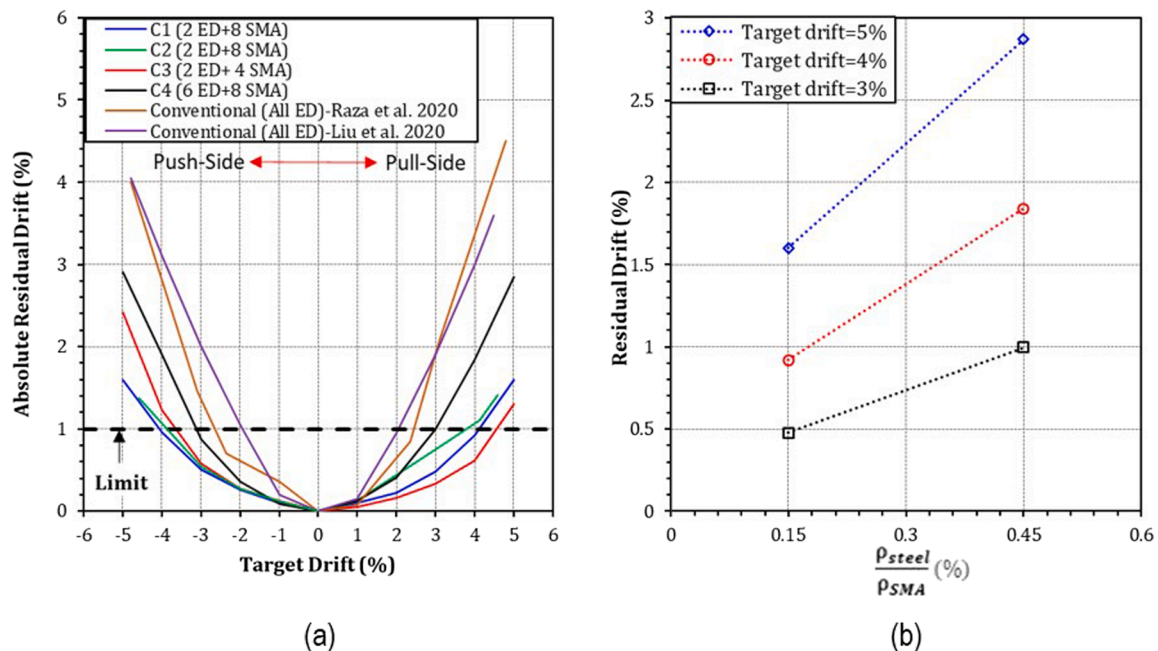 6
5
4
3
2
1
0
Absolute Residual Drift (%)
C1 (2 ED+8 SMA)
C2 (2 ED+8 SMA)
C3 (2 ED+ 4 SMA)
C4 (6 ED+8 SMA)
Conventional (All ED)-Raza et al. 2020
Conventional (All ED)-Liu et al. 2020
Push-Side
Pull-Side
Limit
-6 -5 -4 -3 -2 -1 0 1 2 3 4 5 6
Target Drift (%)
(a)
3
2.5
2
1.5
1
0.5
0
Residual Drift (%)
Target drift=5%
Target drift=4%
Target drift=3%
0 0.15 0.3 0.45 0.6
ρsteel
ρSMA
(%)
(b)